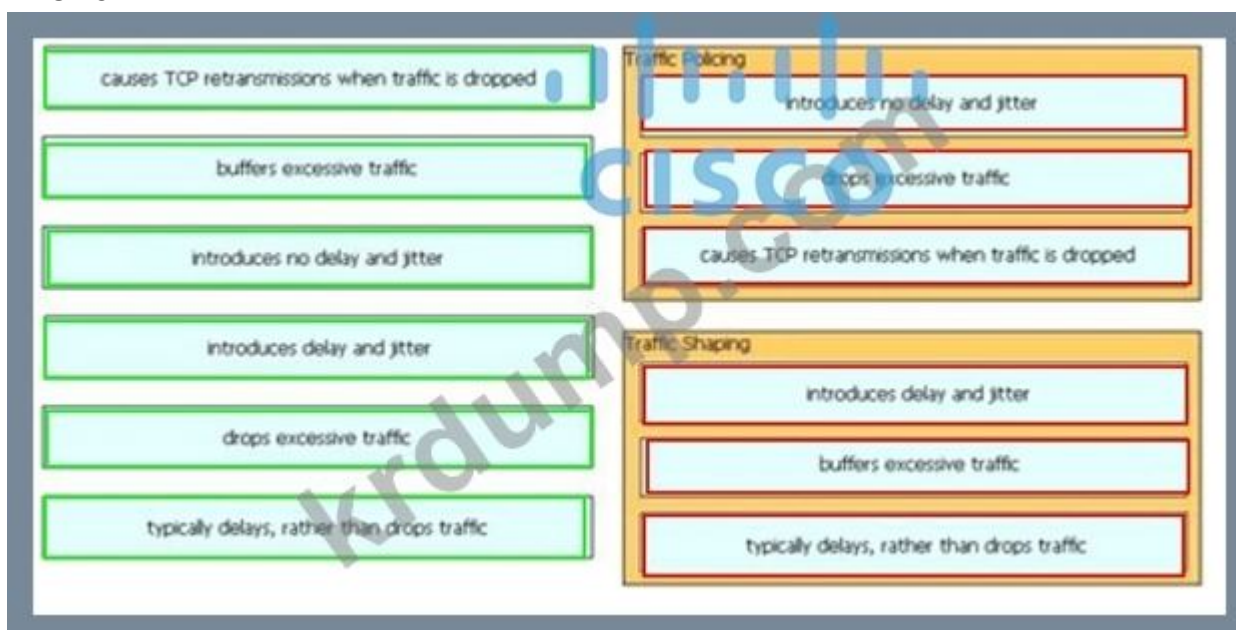 causes TCP retransmissions when traffic is dropped
buffers excessive traffic
introduces no delay and jitter
introduces delay and jitter
drops excessive traffic
typically delays, rather than drops traffic
Traffic Policing
introduces no delay and jitter
drops excessive traffic
causes TCP retransmissions when traffic is dropped
Traffic Shaping
introduces delay and jitter
buffers excessive traffic
typically delays, rather than drops traffic
CISCO
krdump.com